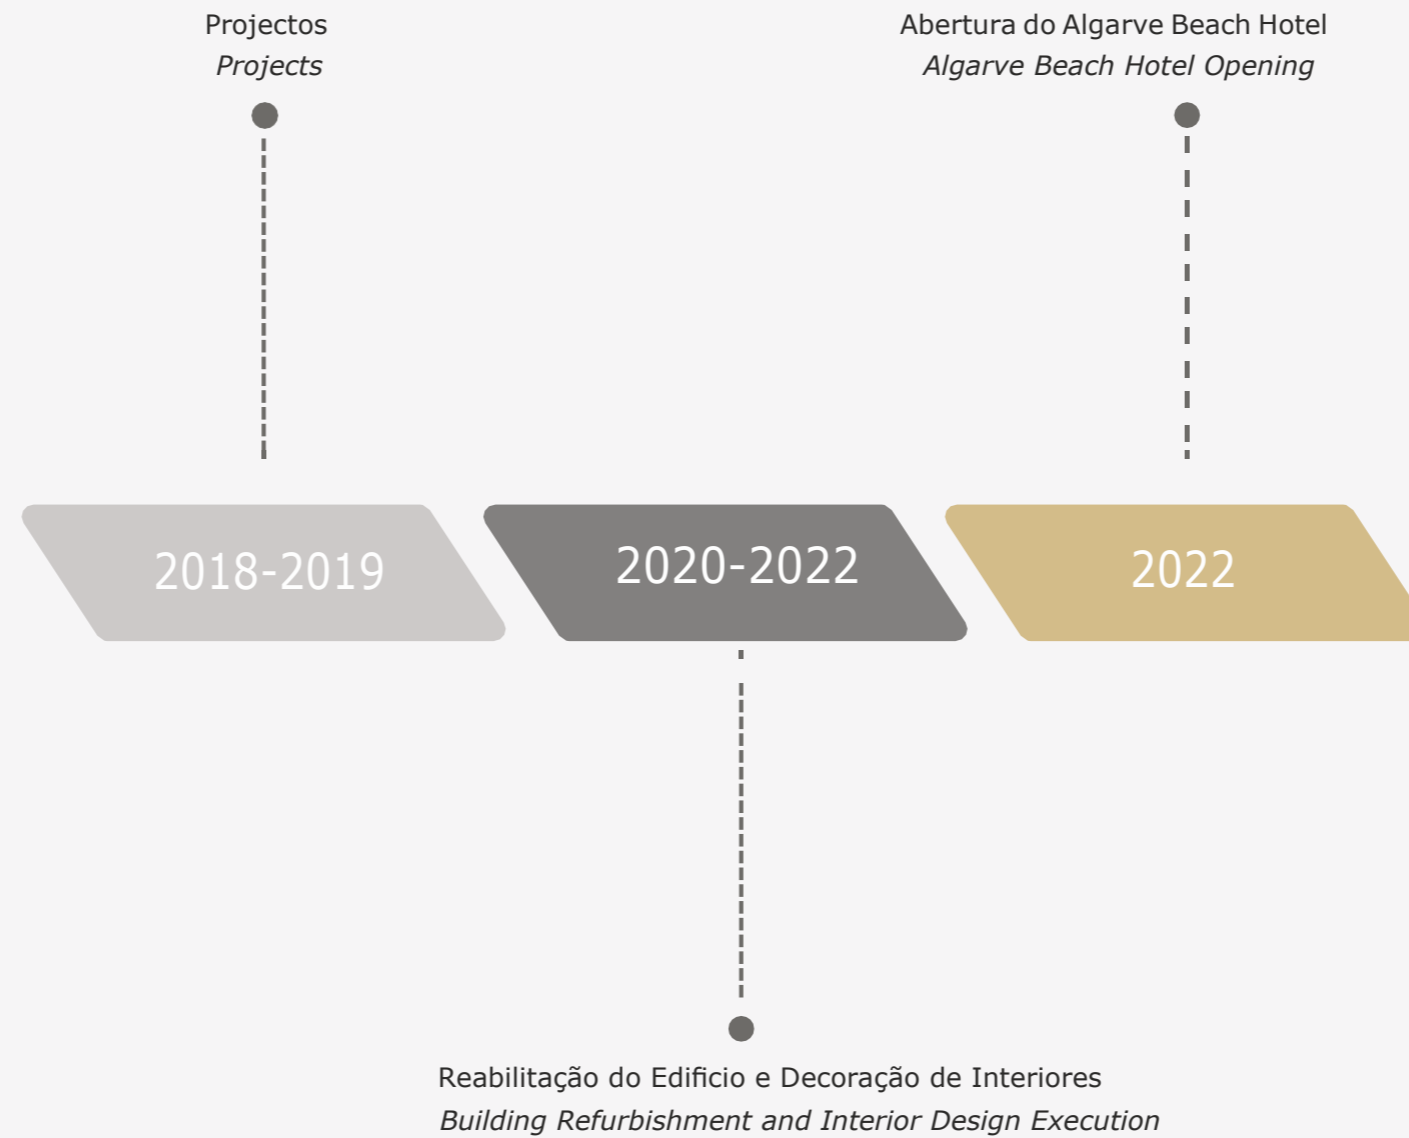 Projectos
Projects
Abertura do Algarve Beach Hotel
Algarve Beach Hotel Opening
2018-2019
2020-2022
2022
Reabilitação do Edificio e Decoração de Interiores
Building Refurbishment and Interior Design Execution